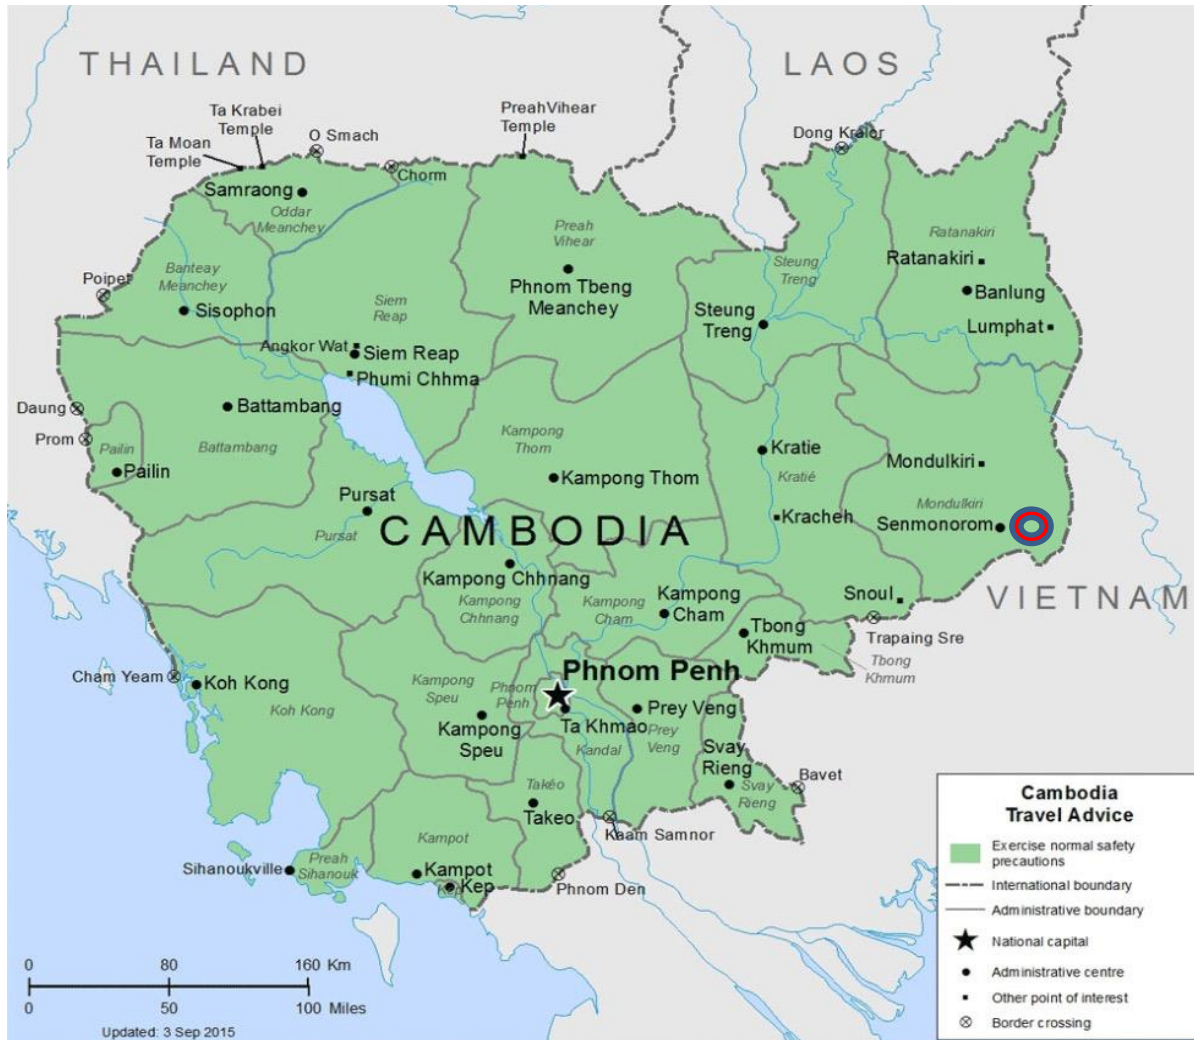 THAILAND
LAOS
Ta Krabei
Temple
Ta Moan
Temple
O Smach
Preah Vihear
Temple
Dong Kralor
Chorm
Samraong
Oddar
Meanchey
Preah
Vihear
Ratanakiri
Ratanakiri
Steung
Treng
Banteay
Meanchey
Poipet
Phnom Tbeng
Meanchey
Banlung
Siem
Reap
Sisophon
Steung
Treng
Lumphat
Angkor Wat
Siem Reap
Phumi Chhma
Daung
Battambang
Prom
Pailin
Battambang
Kampong
Thom
Kratie
Pailin
Kampong Thom
Kratié
Mondulkiri
Pursat
Pursat
CAMBODIA
Kracheh
Mondulkiri
Senmonorom
Kampong Chhnang
Kampong
Chhnang
Kampong
Cham
Kampong
Cham
Snoul
VIETNAM
Tbong
Khmum
Trapaing Sre
Tbong
Khmum
Phnom Penh
Cham Yeam
Koh Kong
Koh Kong
Kampong
Speu
Phnom
Penh
Kampong
Speu
Ta Khmao
Prey Veng
Kandal
Prey
Veng
Svay
Rieng
Svay
Rieng
Bavet
Takéo
Takeo
Kaam Samnor
Kampot
Sihanoukville
Preah
Sihanouk
Kampot
Kep
Kep
Phnom Den
Cambodia
Travel Advice
Exercise normal safety
precautions
International boundary
Administrative boundary
National capital
Administrative centre
Other point of interest
Border crossing
0 80 160 Km
0 50 100 Miles
Updated: 3 Sep 2015